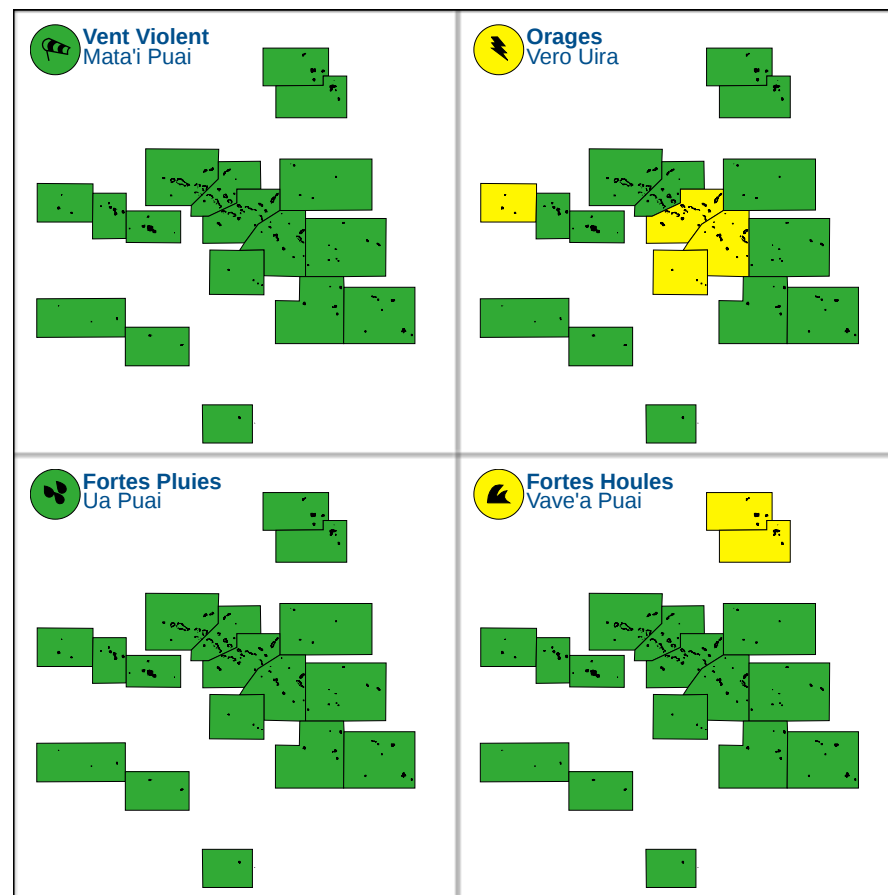 Vent Violent
Mata'i Puai
Orages
Vero Uira
Fortes Pluies
Ua Puai
Fortes Houles
Vave'a Puai